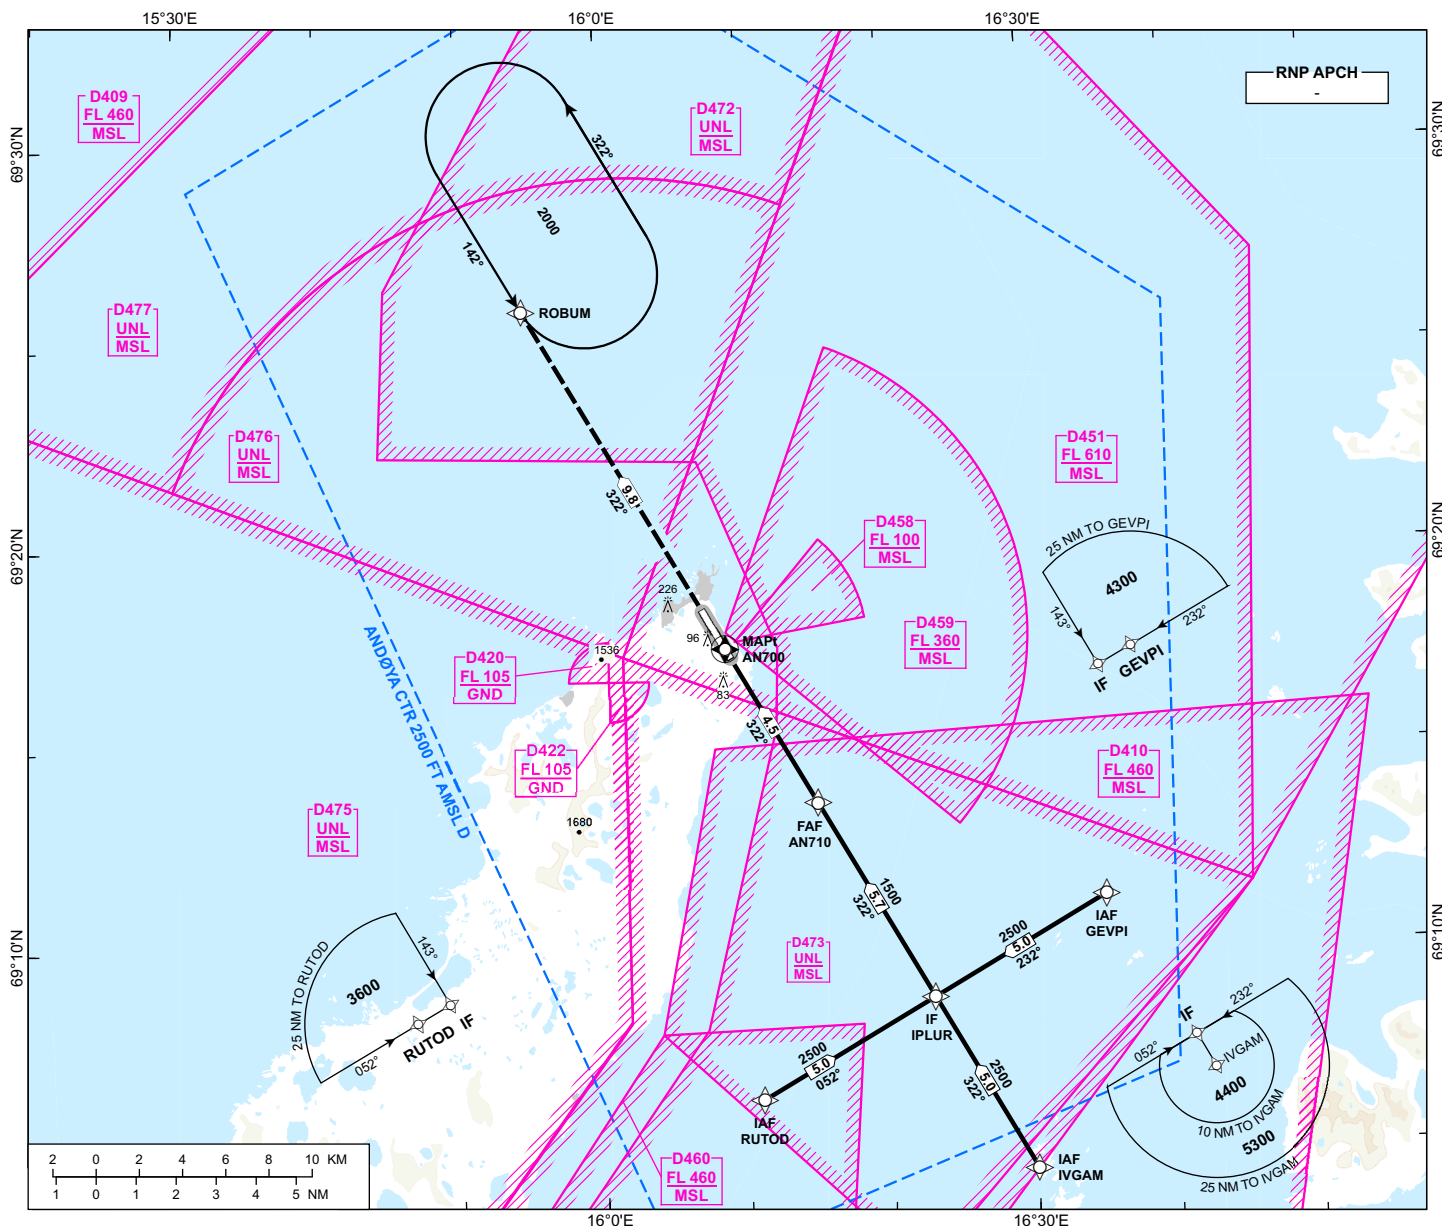 15°30'E
16°0'E
16°30'E
RNP APCH
-
D409
FL 460
MSL
D472
UNL
MSL
69°30'N
69°30'N
322°
2000
142°
ROBUM
D477
UNL
MSL
D476
UNL
MSL
D451
FL 610
MSL
9.8
322°
D458
FL 100
MSL
25 NM TO GEVPI
4300
143°
232°
IF
GEVPI
69°20'N
69°20'N
226
96
MAPt
AN700
83
1536
D459
FL 360
MSL
D420
FL 105
GND
4.5
322°
D422
FL 105
GND
D410
FL 460
MSL
ANDØYA CTR 2500 FT AMSL D
D475
UNL
MSL
1680
FAF
AN710
1500
5.7
322°
IAF
GEVPI
2500
5.0
232°
D473
UNL
MSL
69°10'N
69°10'N
25 NM TO RUTOD
3600
143°
052°
RUTOD
IF
IF
IPLUR
2500
5.0
052°
IAF
RUTOD
2500
5.0
322°
IAF
IVGAM
IF
232°
052°
IVGAM
4400
10 NM TO IVGAM
5300
25 NM TO IVGAM
D460
FL 460
MSL
2 0 2 4 6 8 10 KM
1 0 1 2 3 4 5 NM
16°0'E
16°30'E